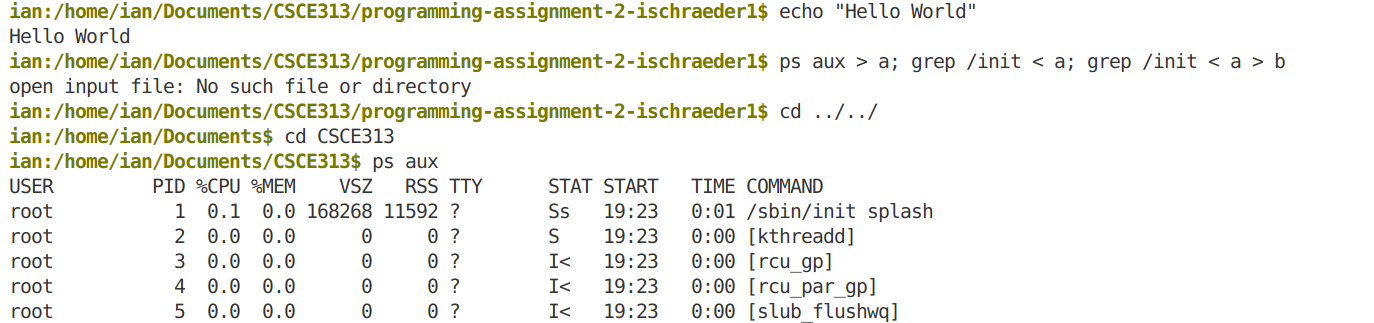 ian:/home/ian/Documents/CSCE313/programming-assignment-2-ischraeder1$ echo "Hello World"
Hello World
ian:/home/ian/Documents/CSCE313/programming-assignment-2-ischraeder1$ ps aux > a; grep /init < a; grep /init < a > b
open input file: No such file or directory
ian:/home/ian/Documents/CSCE313/programming-assignment-2-ischraeder1$ cd ../../
ian:/home/ian/Documents$ cd CSCE313
ian:/home/ian/Documents/CSCE313$ ps aux
USER         PID %CPU %MEM    VSZ   RSS TTY      STAT START   TIME COMMAND
root           1  0.1  0.0 168268 11592 ?        Ss   19:23   0:01 /sbin/init splash
root           2  0.0  0.0      0     0 ?        S    19:23   0:00 [kthreadd]
root           3  0.0  0.0      0     0 ?        I<   19:23   0:00 [rcu_gp]
root           4  0.0  0.0      0     0 ?        I<   19:23   0:00 [rcu_par_gp]
root           5  0.0  0.0      0     0 ?        I<   19:23   0:00 [slub_flushwq]